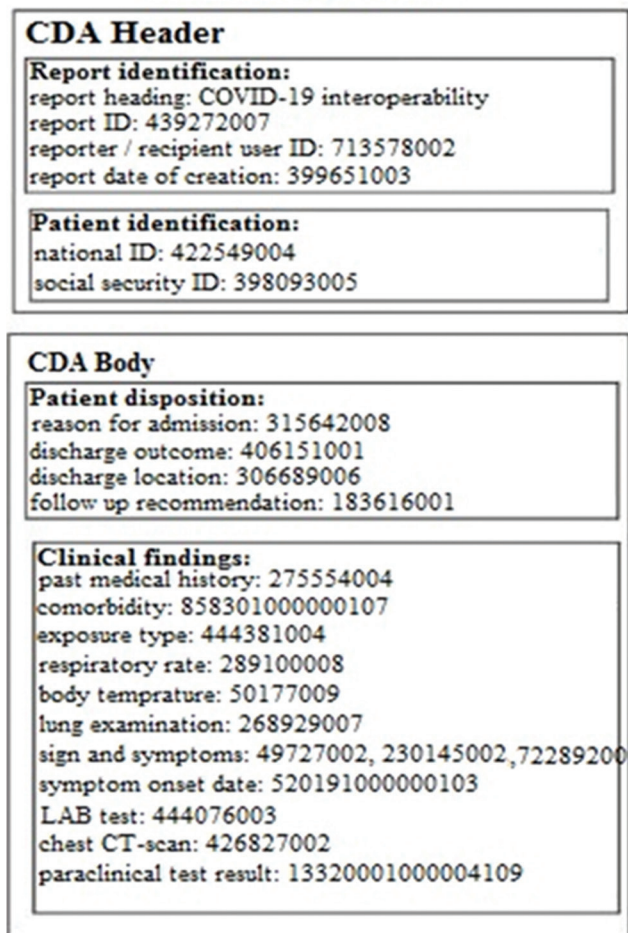 CDA Header
Report identification:
report heading: COVID-19 interoperability
report ID: 439272007
reporter / recipient user ID: 713578002
report date of creation: 399651003
Patient identification:
national ID: 422549004
social security ID: 398093005
CDA Body
Patient disposition:
reason for admission: 315642008
discharge outcome: 406151001
discharge location: 306689006
follow up recommendation: 183616001
Clinical findings:
past medical history: 275554004
comorbidity: 858301000000107
exposure type: 444381004
respiratory rate: 289100008
body temprature: 50177009
lung examination: 268929007
sign and symptoms: 49727002, 230145002,72289200
symptom onset date: 520191000000103
LAB test: 444076003
chest CT-scan: 426827002
paraclinical test result: 13320001000004109